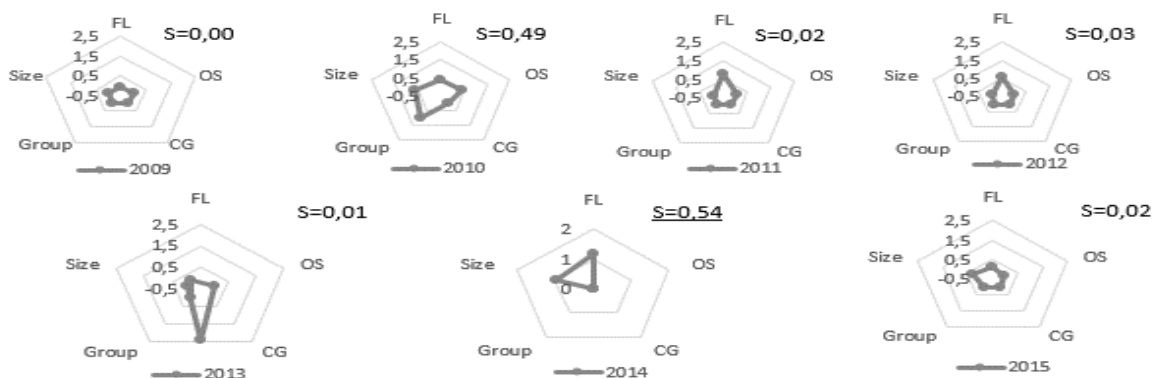 FL
S=0,00
2,5
1,5
0,5
-0,5
Size
OS
Group
CG
2009
FL
S=0,49
2,5
1,5
0,5
-0,5
Size
OS
Group
CG
2010
FL
S=0,02
2,5
1,5
0,5
-0,5
Size
OS
Group
CG
2011
FL
S=0,03
2,5
1,5
0,5
-0,5
Size
OS
Group
CG
2012
FL
S=0,01
2,5
1,5
0,5
-0,5
Size
OS
Group
CG
2013
FL
S=0,54
2
1
0
Size
OS
Group
CG
2014
FL
S=0,02
2,5
1,5
0,5
-0,5
Size
OS
Group
CG
2015